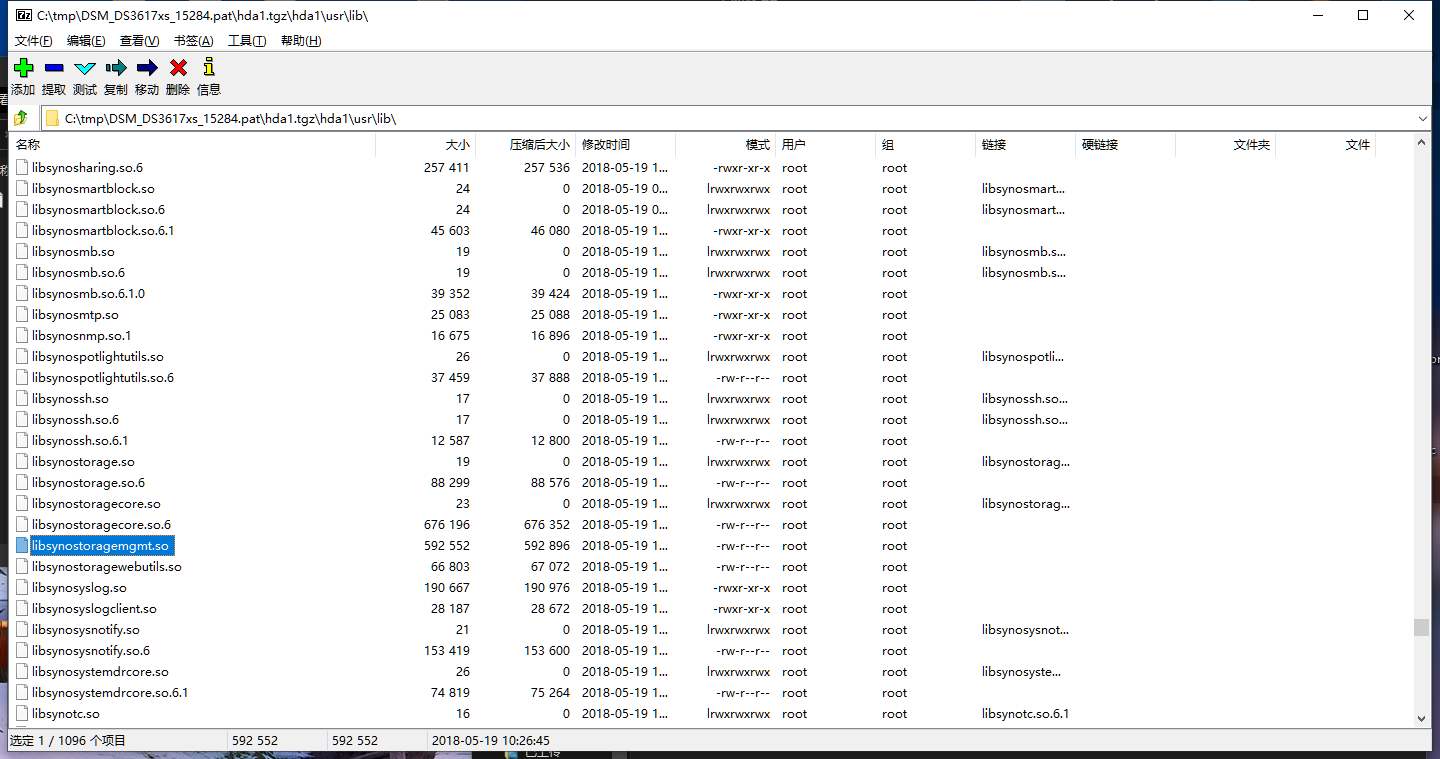 C:\tmp\DSM_DS3617xs_15284.pat\hda1.tgz\hda1\usr\lib\
文件(F) 编辑(E) 查看(V) 书签(A) 工具(T) 帮助(H)
添加 提取 测试 复制 移动 删除 信息
C:\tmp\DSM_DS3617xs_15284.pat\hda1.tgz\hda1\usr\lib\
名称 大小 压缩后大小 修改时间 模式 用户 组 链接 硬链接 文件夹 文件
libsynosharing.so.6 257 411 257 536 2018-05-19 1... -rwxr-xr-x root root
libsynosmartblock.so 24 0 2018-05-19 0... lrwxrwxrwx root root libsynosmart...
libsynosmartblock.so.6 24 0 2018-05-19 0... lrwxrwxrwx root root libsynosmart...
libsynosmartblock.so.6.1 45 603 46 080 2018-05-19 1... -rwxr-xr-x root root
libsynosmb.so 19 0 2018-05-19 1... lrwxrwxrwx root root libsynosmb.s...
libsynosmb.so.6 19 0 2018-05-19 1... lrwxrwxrwx root root libsynosmb.s...
libsynosmb.so.6.1.0 39 352 39 424 2018-05-19 1... -rwxr-xr-x root root
libsynosmtp.so 25 083 25 088 2018-05-19 1... -rwxr-xr-x root root
libsynosnmp.so.1 16 675 16 896 2018-05-19 1... -rwxr-xr-x root root
libsynospotlightutils.so 26 0 2018-05-19 1... lrwxrwxrwx root root libsynospotli...
libsynospotlightutils.so.6 37 459 37 888 2018-05-19 1... -rw-r--r-- root root
libsynossh.so 17 0 2018-05-19 1... lrwxrwxrwx root root libsynossh.so...
libsynossh.so.6 17 0 2018-05-19 1... lrwxrwxrwx root root libsynossh.so...
libsynossh.so.6.1 12 587 12 800 2018-05-19 1... -rw-r--r-- root root
libsynostorage.so 19 0 2018-05-19 1... lrwxrwxrwx root root libsynostorag...
libsynostorage.so.6 88 299 88 576 2018-05-19 1... -rw-r--r-- root root
libsynostoragecore.so 23 0 2018-05-19 1... lrwxrwxrwx root root libsynostorag...
libsynostoragecore.so.6 676 196 676 352 2018-05-19 1... -rw-r--r-- root root
libsynostoragemgmt.so 592 552 592 896 2018-05-19 1... -rw-r--r-- root root
libsynostoragewebutils.so 66 803 67 072 2018-05-19 1... -rw-r--r-- root root
libsynosyslog.so 190 667 190 976 2018-05-19 1... -rwxr-xr-x root root
libsynosyslogclient.so 28 187 28 672 2018-05-19 1... -rwxr-xr-x root root
libsynosysnotify.so 21 0 2018-05-19 1... lrwxrwxrwx root root libsynosysnot...
libsynosysnotify.so.6 153 419 153 600 2018-05-19 1... -rw-r--r-- root root
libsynosystemdrcore.so 26 0 2018-05-19 1... lrwxrwxrwx root root libsynosyste...
libsynosystemdrcore.so.6.1 74 819 75 264 2018-05-19 1... -rw-r--r-- root root
libsynotc.so 16 0 2018-05-19 1... lrwxrwxrwx root root libsynotc.so.6.1
选定 1 / 1096 个项目 592 552 592 552 2018-05-19 10:26:45